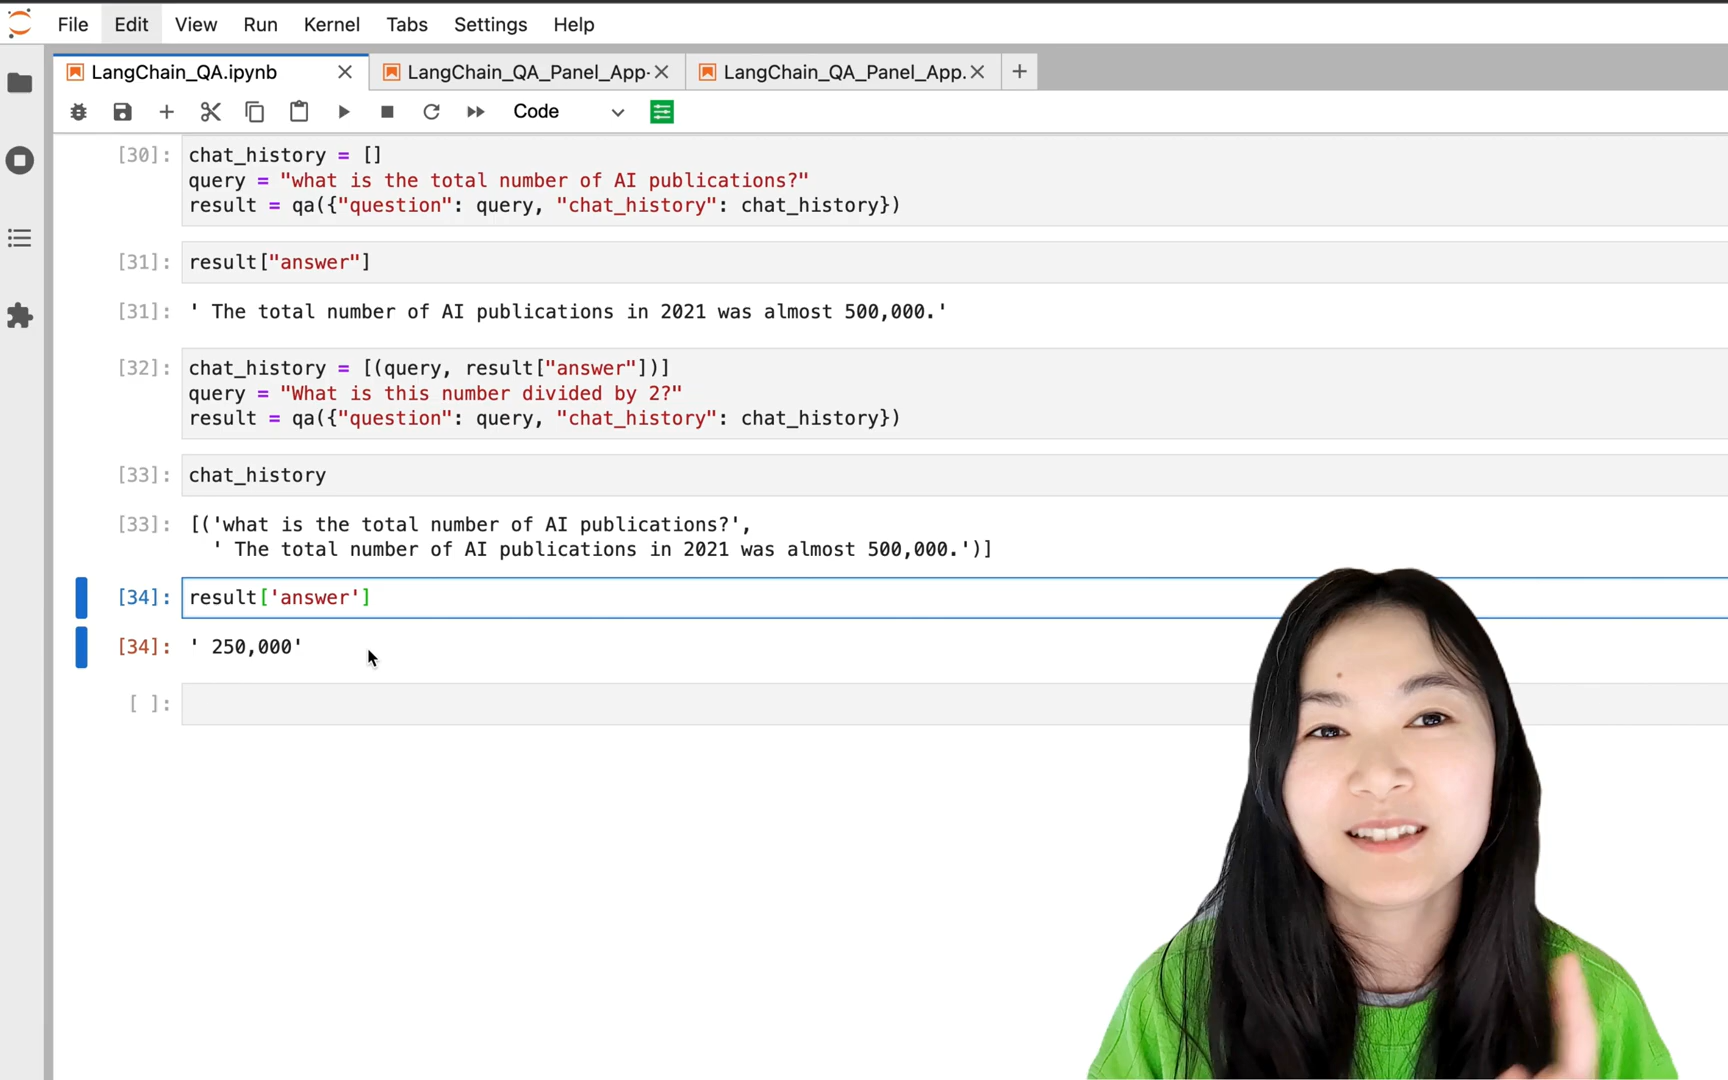 File Edit View Run Kernel Tabs Settings Help
LangChain_QA.ipynb LangChain_QA_Panel_App- LangChain_QA_Panel_App.
Code
[30]: chat_history = []
query = "what is the total number of AI publications?"
result = qa({"question": query, "chat_history": chat_history})
[31]: result["answer"]
[31]: ' The total number of AI publications in 2021 was almost 500,000.'
[32]: chat_history = [(query, result["answer"])]
query = "What is this number divided by 2?"
result = qa({"question": query, "chat_history": chat_history})
[33]: chat_history
[33]: [('what is the total number of AI publications?',
' The total number of AI publications in 2021 was almost 500,000.')]
[34]: result['answer']
[34]: ' 250,000'
[ ]: